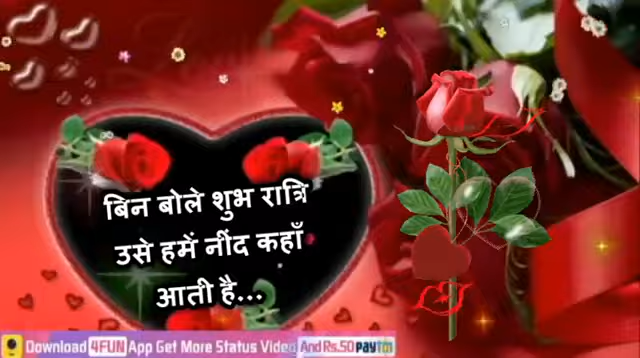 बिन बोले शुभ रात्रि
उसे हमें नींद कहाँ
आती है...
Download 4FUN App Get More Status Video And Rs.50 Paytm